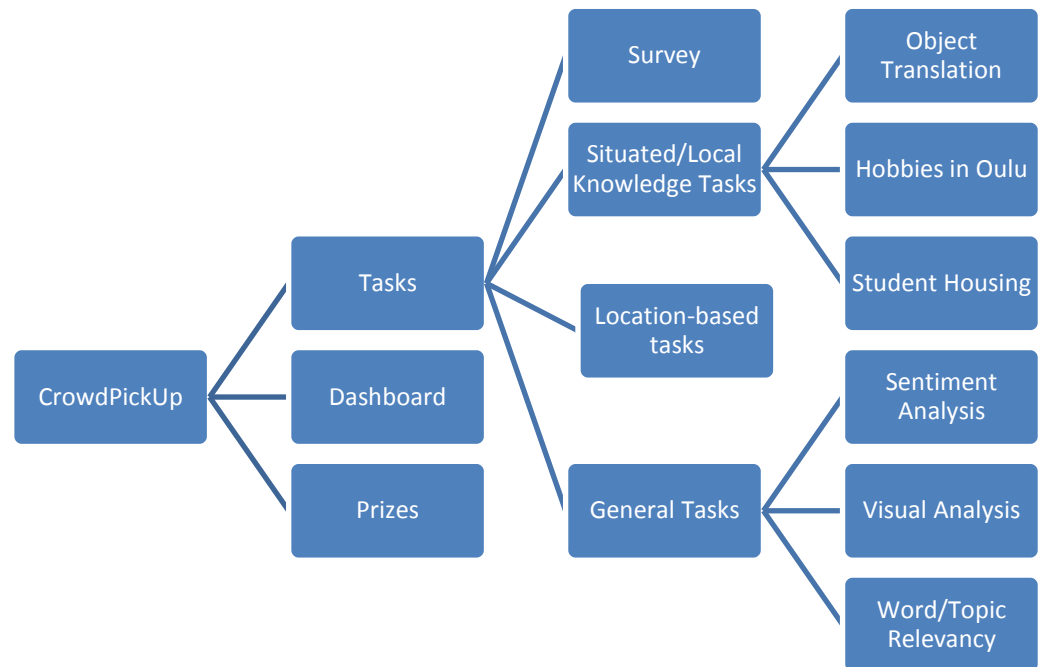 CrowdPickUp
Tasks
Dashboard
Prizes
Survey
Situated/Local
Knowledge Tasks
Location-based
tasks
General Tasks
Object
Translation
Hobbies in Oulu
Student Housing
Sentiment
Analysis
Visual Analysis
Word/Topic
Relevancy